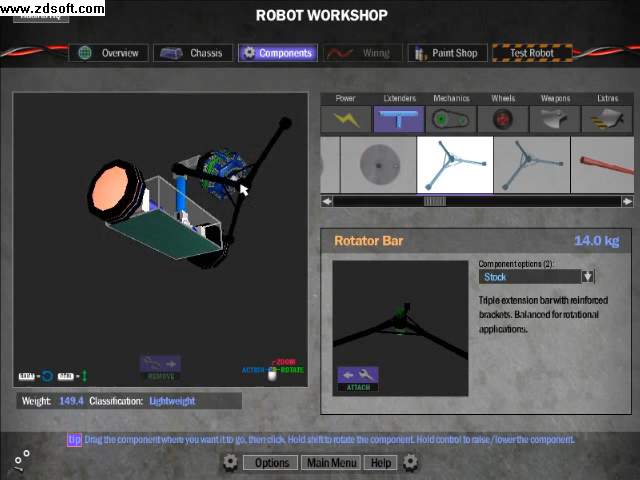 www.zdsoft.com
ROBOT WORKSHOP
Overview
Chassis
Components
Wiring
Paint Shop
Test Robot
Power
Extenders
Mechanics
Wheels
Weapons
Extras
Rotator Bar
14.0 kg
Component options (2):
Stock
Triple extension bar with reinforced
brackets. Balanced for rotational
applications.
ATTACH
REMOVE
=ZOOM
ROTATE
Weight: 149.4 Classification: Lightweight
tip Drag the component where you want it to go, then click. Hold shift to rotate the component. Hold control to raise/lower the component.
Options
Main Menu
Help